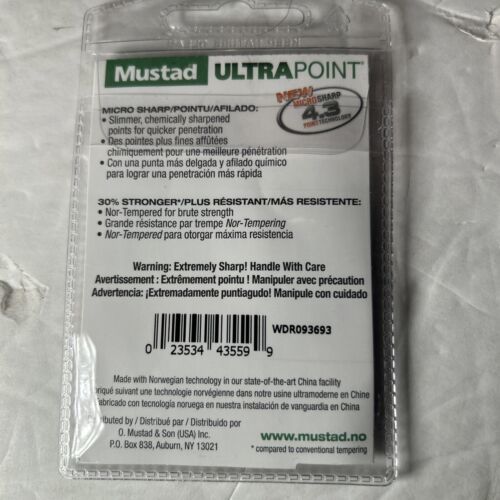 Mustad ULTRAPOINT®
NEW
MICROSHARP
4.3
POINT TECHNOLOGY
MICRO SHARP/POINTU/AFILADO:
• Slimmer, chemically sharpened
points for quicker penetration
• Des pointes plus fines affûtées
chimiquement pour une meilleure pénétration
• Con una punta más delgada y afilado químico
para lograr una penetración más rápida
30% STRONGER*/PLUS RÉSISTANT/MÁS RESISTENTE:
• Nor-Tempered for brute strength
• Grande résistance par trempe Nor-Tempering
• Nor-Tempered para otorgar máxima resistencia
Warning: Extremely Sharp! Handle With Care
Avertissement : Extrêmement pointu ! Manipuler avec précaution
Advertencia: ¡Extremadamente puntiagudo! Manipule con cuidado
WDR093693
0 23534 43559 9
Made with Norwegian technology in our state-of-the-art China facility
briqué suivant une technologie norvégienne dans notre usine ultramoderne en Chine
Fabricado con tecnología noruega en nuestra instalación de vanguardia en China
tributed by / Distribué par / Distribuido por
O. Mustad & Son (USA) Inc.
P.O. Box 838, Auburn, NY 13021
www.mustad.no
* compared to conventional tempering